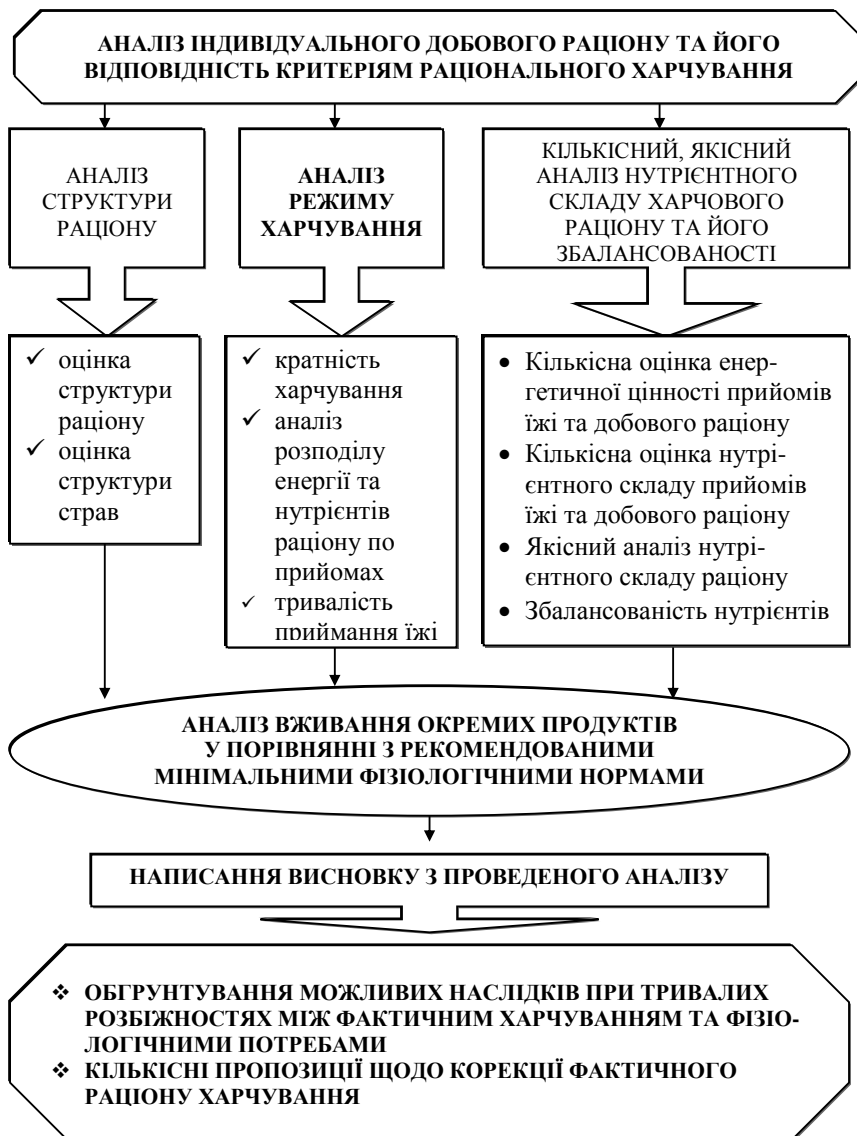 АНАЛІЗ ІНДИВІДУАЛЬНОГО ДОБОВОГО РАЦІОНУ ТА ЙОГО
ВІДПОВІДНІСТЬ КРИТЕРІЯМ РАЦІОНАЛЬНОГО ХАРЧУВАННЯ
АНАЛІЗ
СТРУКТУРИ
РАЦІОНУ
АНАЛІЗ
РЕЖИМУ
ХАРЧУВАННЯ
КІЛЬКІСНИЙ, ЯКІСНИЙ
АНАЛІЗ НУТРІЄНТНОГО
СКЛАДУ ХАРЧОВОГО
РАЦІОНУ ТА ЙОГО
ЗБАЛАНСОВАНОСТІ
✓ оцінка
структури
раціону
✓ оцінка
структури
страв
✓ кратність
харчування
✓ аналіз
розподілу
енергії та
нутрієнтів
раціону по
прийомах
✓ тривалість
приймання їжі
• Кількісна оцінка енер-
гетичної цінності прийомів
їжі та добового раціону
• Кількісна оцінка нутрі-
єнтного складу прийомів
їжі та добового раціону
• Якісний аналіз нутрі-
єнтного складу раціону
• Збалансованість нутрієнтів
АНАЛІЗ ВЖИВАННЯ ОКРЕМИХ ПРОДУКТІВ
У ПОРІВНЯННІ З РЕКОМЕНДОВАНИМИ
МІНІМАЛЬНИМИ ФІЗІОЛОГІЧНИМИ НОРМАМИ
НАПИСАННЯ ВИСНОВКУ З ПРОВЕДЕНОГО АНАЛІЗУ
❖ ОБГРУНТУВАННЯ МОЖЛИВИХ НАСЛІДКІВ ПРИ ТРИВАЛИХ
РОЗБІЖНОСТЯХ МІЖ ФАКТИЧНИМ ХАРЧУВАННЯМ ТА ФІЗІО-
ЛОГІЧНИМИ ПОТРЕБАМИ
❖ КІЛЬКІСНІ ПРОПОЗИЦІЇ ЩОДО КОРЕКЦІЇ ФАКТИЧНОГО
РАЦІОНУ ХАРЧУВАННЯ